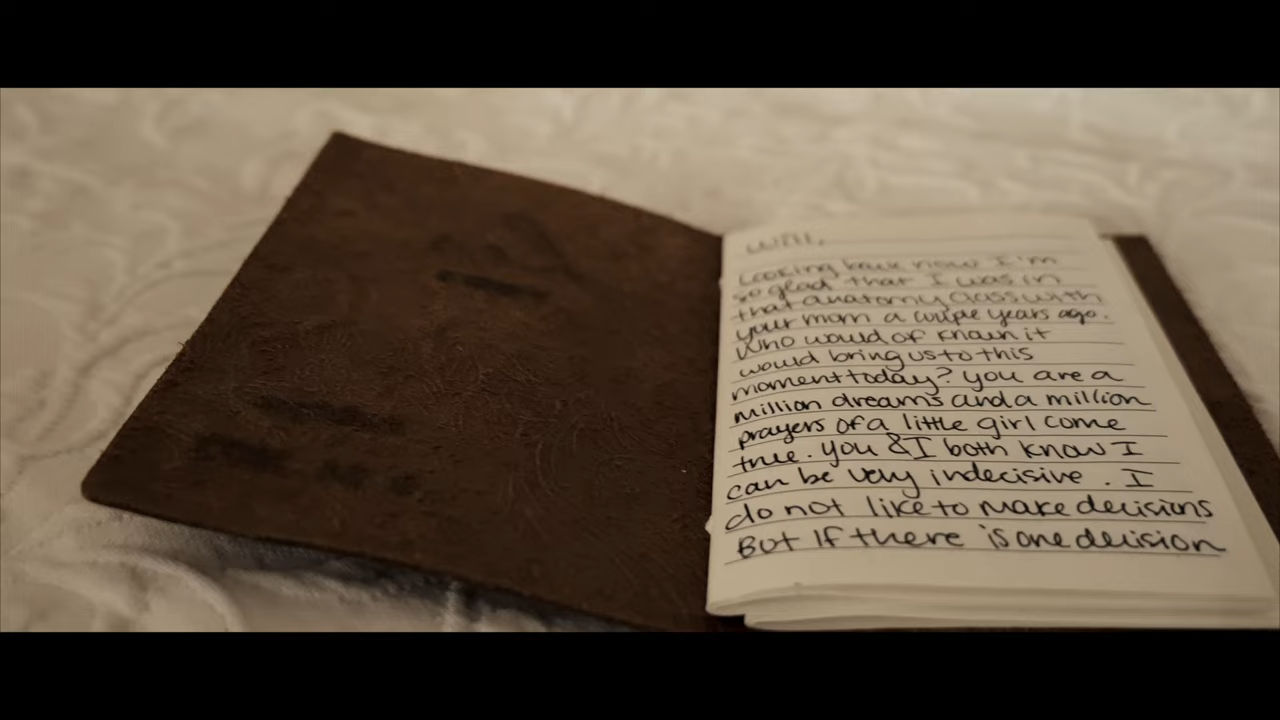 Will,
Looking back now I'm
so glad that I was in
that anatomy class with
your mom a couple years ago.
Who would of known it
would bring us to this
moment today? you are a
million dreams and a million
prayers of a little girl come
true. you & I both know I
can be very indecisive. I
do not like to make decisions
But if there is one decision